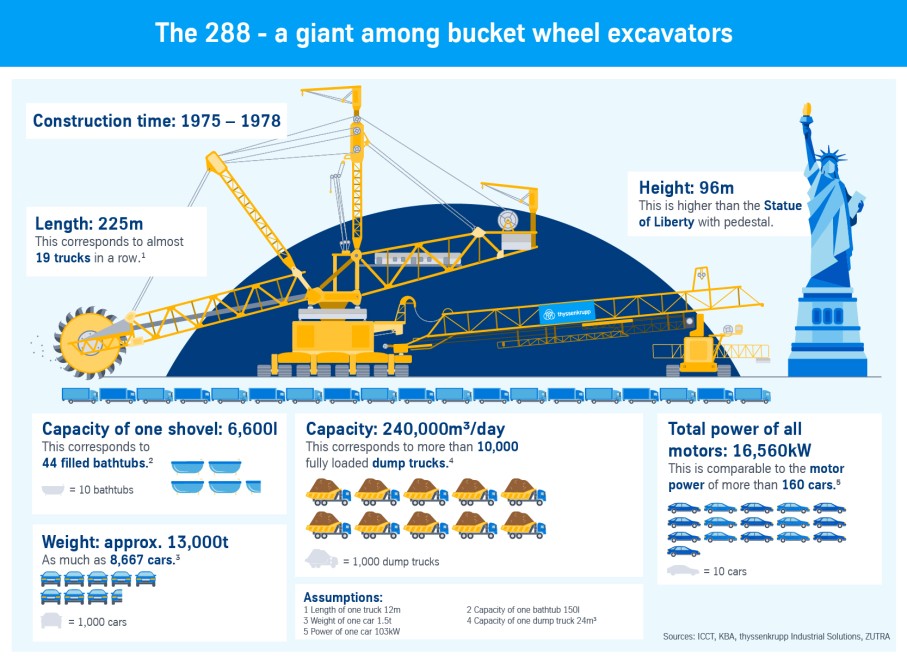 The 288 - a giant among bucket wheel excavators
Construction time: 1975 – 1978
Length: 225m
This corresponds to almost
19 trucks in a row.¹
Height: 96m
This is higher than the Statue
of Liberty with pedestal.
thyssenkrupp
Capacity of one shovel: 6,600l
This corresponds to
44 filled bathtubs.²
= 10 bathtubs
Weight: approx. 13,000t
As much as 8,667 cars.³
= 1,000 cars
Capacity: 240,000m³/day
This corresponds to more than 10,000
fully loaded dump trucks.⁴
= 1,000 dump trucks
Assumptions:
1 Length of one truck 12m
2 Capacity of one bathtub 150l
3 Weight of one car 1.5t
4 Capacity of one dump truck 24m³
5 Power of one car 103kW
Total power of all
motors: 16,560kW
This is comparable to the motor
power of more than 160 cars.⁵
= 10 cars
Sources: ICCT, KBA, thyssenkrupp Industrial Solutions, ZUTRA